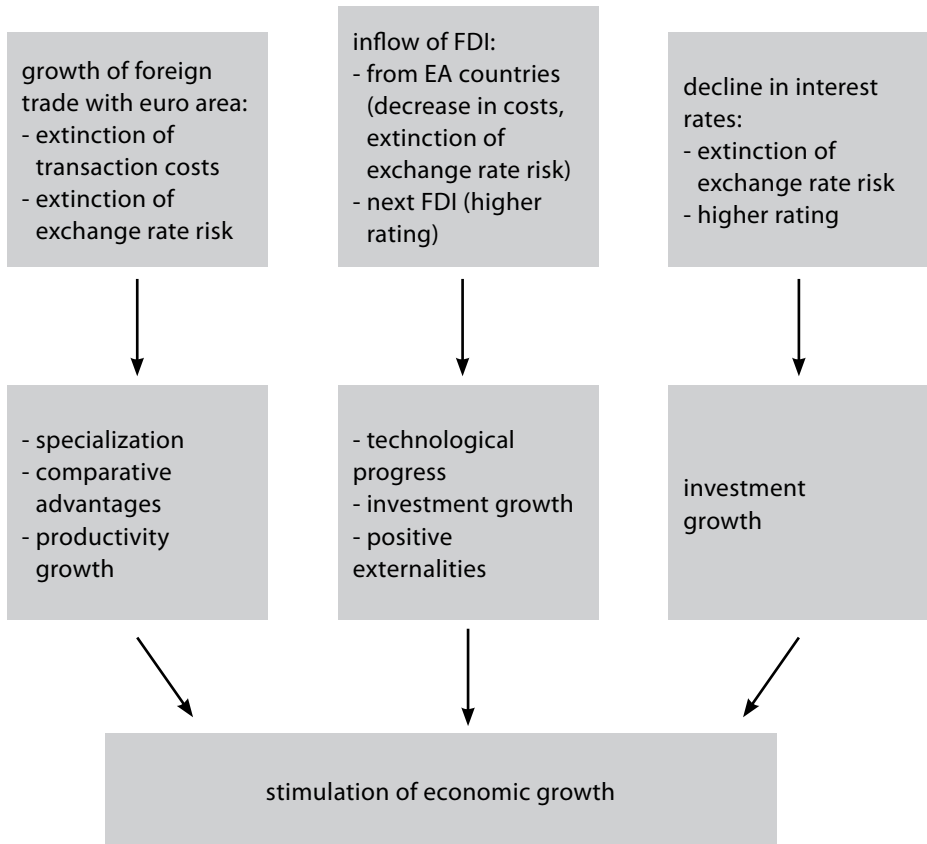 growth of foreign
trade with euro area:
- extinction of
transaction costs
- extinction of
exchange rate risk
inflow of FDI:
- from EA countries
(decrease in costs,
extinction of
exchange rate risk)
- next FDI (higher
rating)
decline in interest
rates:
- extinction of
exchange rate risk
- higher rating
- specialization
- comparative
advantages
- productivity
growth
- technological
progress
- investment growth
- positive
externalities
investment
growth
stimulation of economic growth